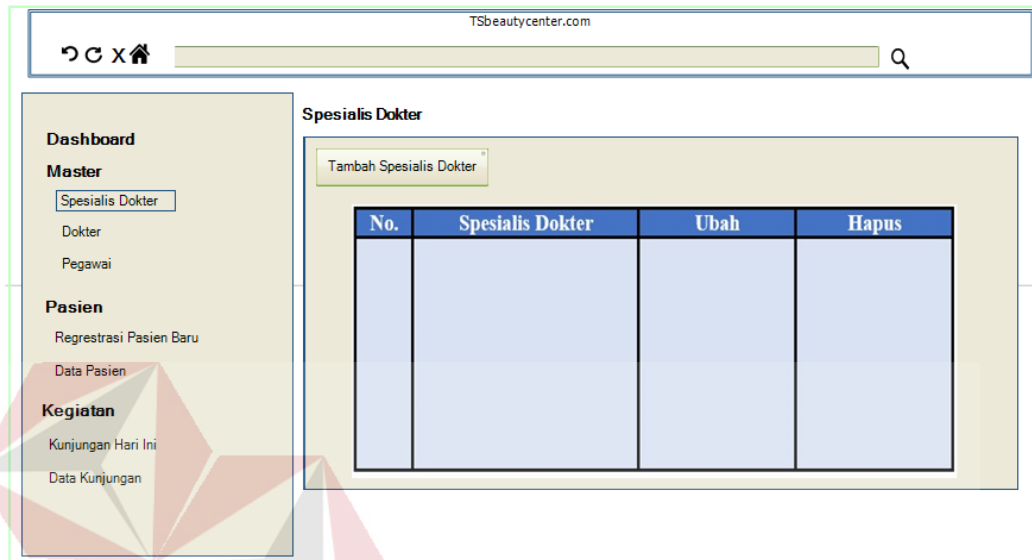 TSbeautycenter.com
X
Dashboard
Master
Spesialis Dokter
Dokter
Pegawai
Pasien
Regrestrasi Pasien Baru
Data Pasien
Kegiatan
Kunjungan Hari Ini
Data Kunjungan
Spesialis Dokter
Tambah Spesialis Dokter
No. Spesialis Dokter Ubah Hapus